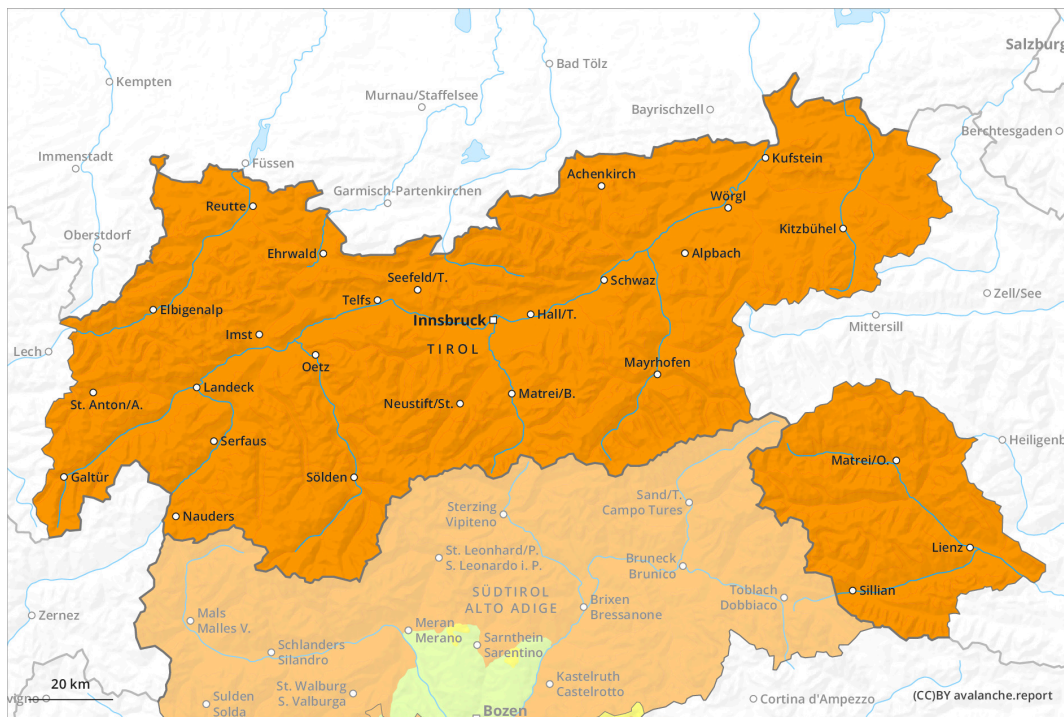 Salzburg
Bad Tölz
Kempten
Murnau/Staffelsee
Bayrischzell
Berchtesgaden
Immenstadt
Füssen
Kufstein
Achenkirch
Garmisch-Partenkirchen
Reutte
Wörgl
Kitzbühel
Oberstdorf
Ehrwald
Alpbach
Seefeld/T.
Schwaz
Zell/See
Telfs
Elbigenalp
Hall/T.
Innsbruck
Mittersill
Imst
Lech
TIROL
Oetz
Mayrhofen
Landeck
St. Anton/A.
Matrei/B.
Neustift/St.
Serfaus
Heiligenb
Matrei/O.
Galtür
Sölden
Sand/T.
Campo Tures
Sterzing
Vipiteno
Nauders
Lienz
St. Leonhard/P.
S. Leonardo i. P.
Bruneck
Brunico
SÜDTIROL
ALTO ADIGE
Toblach
Dobbiaco
Sillian
Brixen
Bressanone
Zernez
Mals
Malles V.
Meran
Merano
Sarnthein
Sarentino
Schlanders
Silandro
Kastelruth
Castelrotto
20 km
St. Walburg
S. Valburga
vigno
Sulden
Solda
Cortina d'Ampezzo
(CC)BY avalanche.report
Bozen